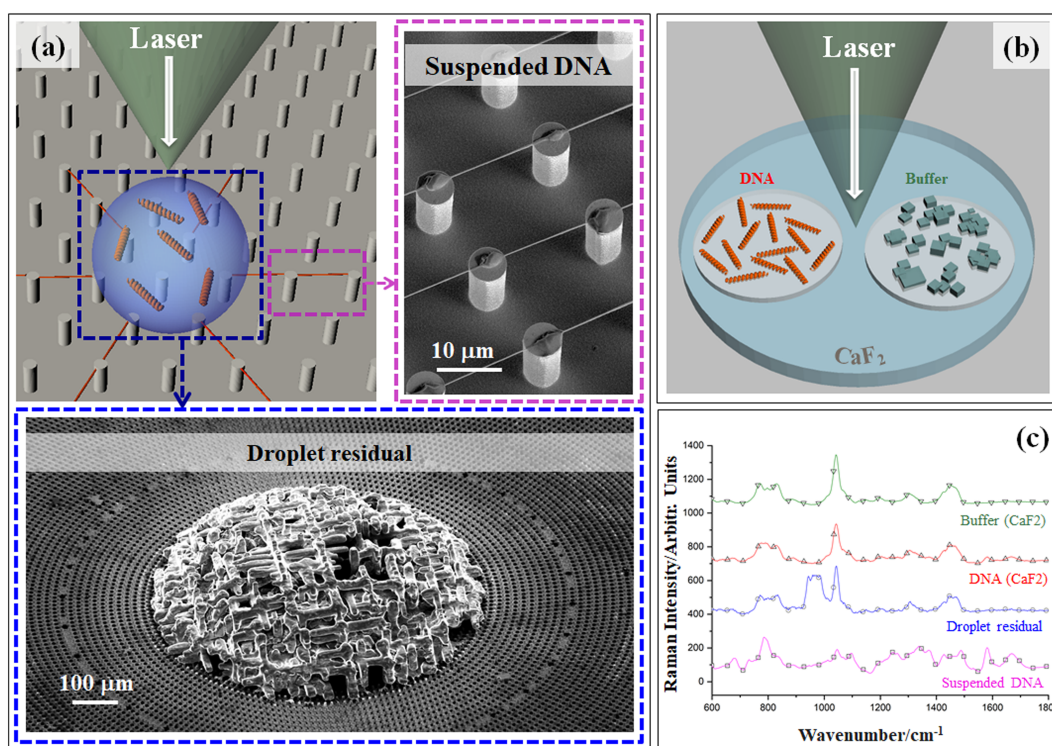 (a)
Laser
Suspended DNA
10 μm
(b)
Laser
DNA
Buffer
CaF2
Droplet residual
100 μm
(c)
Raman Intensity/Arbitr. Units
1400
1200
1000
800
600
400
200
0
Buffer (CaF2)
DNA (CaF2)
Droplet residual
Suspended DNA
600 800 1000 1200 1400 1600 1800
Wavenumber/cm-1